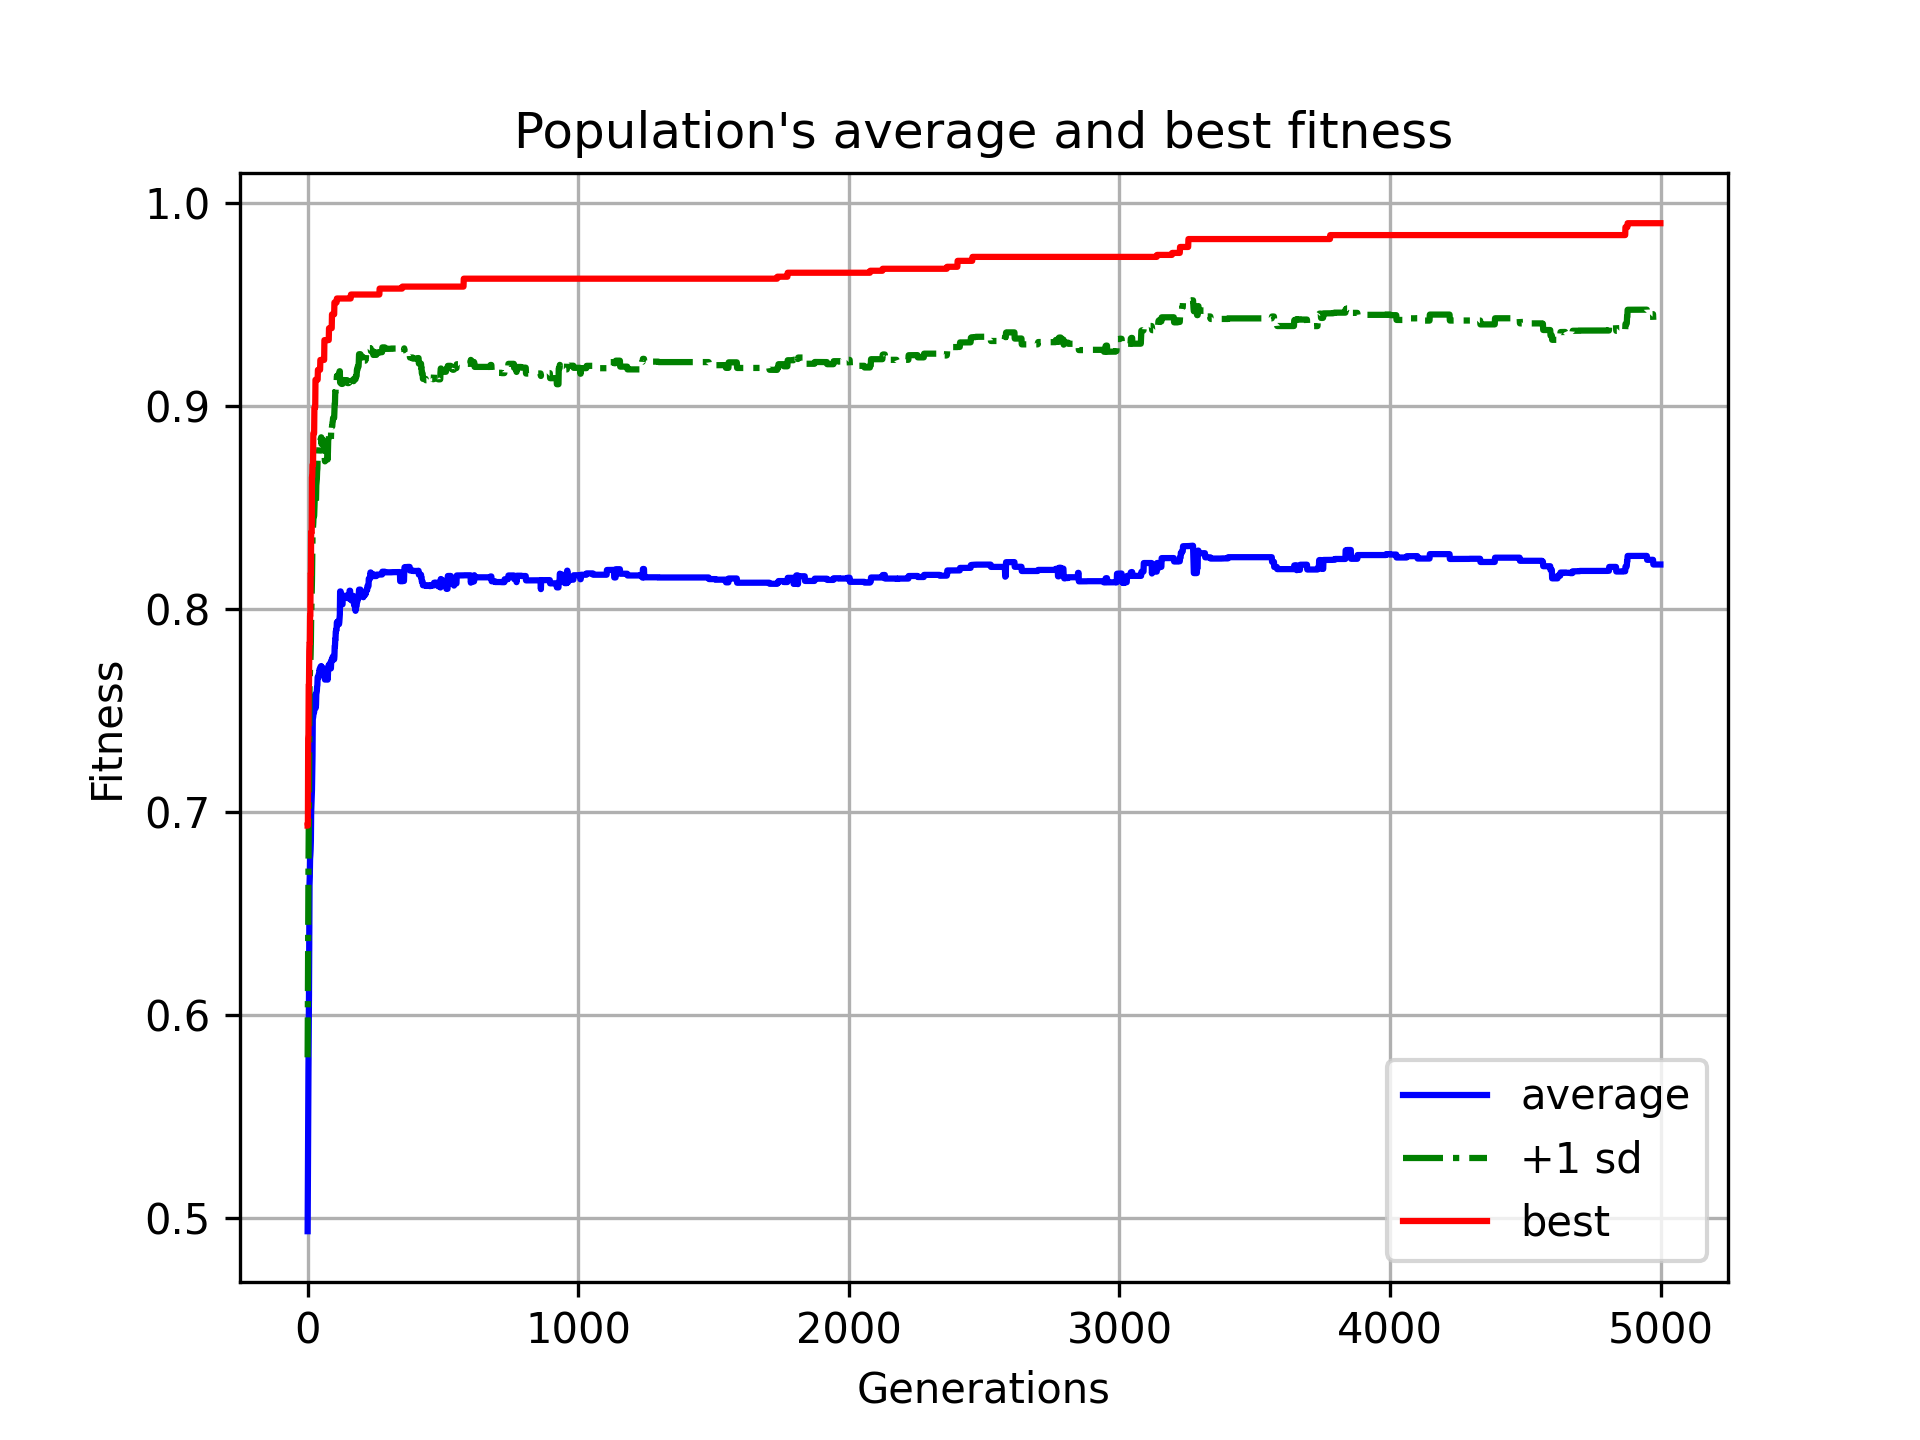 Population's average and best fitness
1.0
0.9
0.8
0.7
0.6
0.5
Fitness
average
+1 sd
best
0 1000 2000 3000 4000 5000
Generations